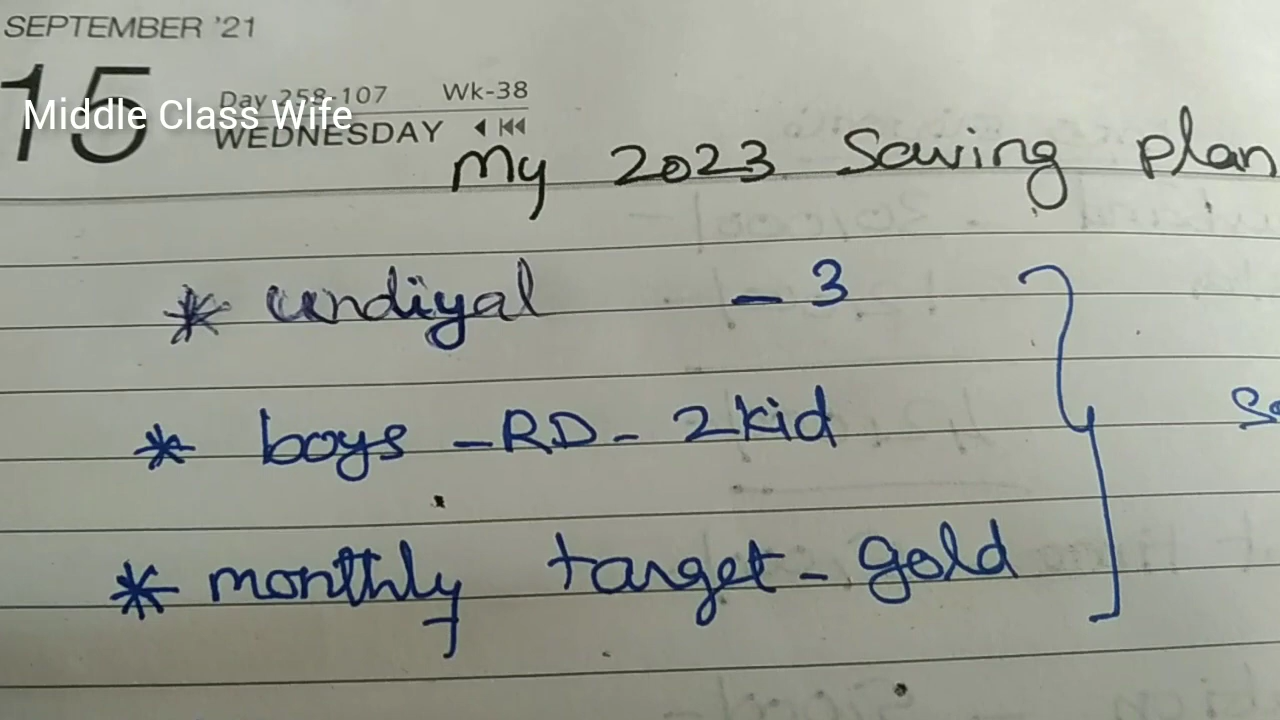 SEPTEMBER '21
15
Day 258-107 Wk-38
Middle Class Wife
WEDNESDAY
My 2023 Saving plan
* undiyal - 3
* boys - RD - 2 kid
* monthly target - gold